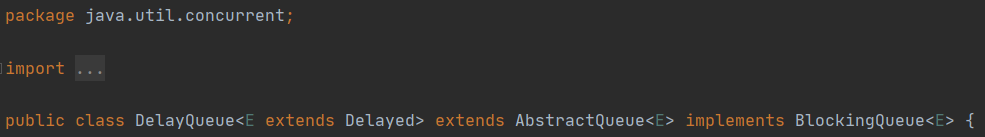 package java.util.concurrent;
import ...
public class DelayQueue<E extends Delayed> extends AbstractQueue<E> implements BlockingQueue<E> {